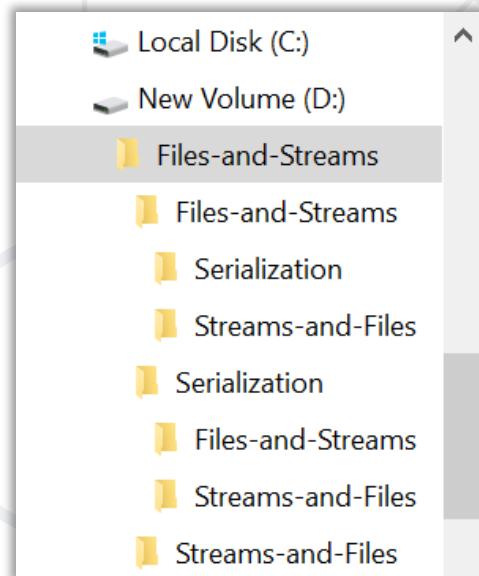 Local Disk (C:)
New Volume (D:)
Files-and-Streams
Files-and-Streams
Serialization
Streams-and-Files
Serialization
Files-and-Streams
Streams-and-Files
Streams-and-Files